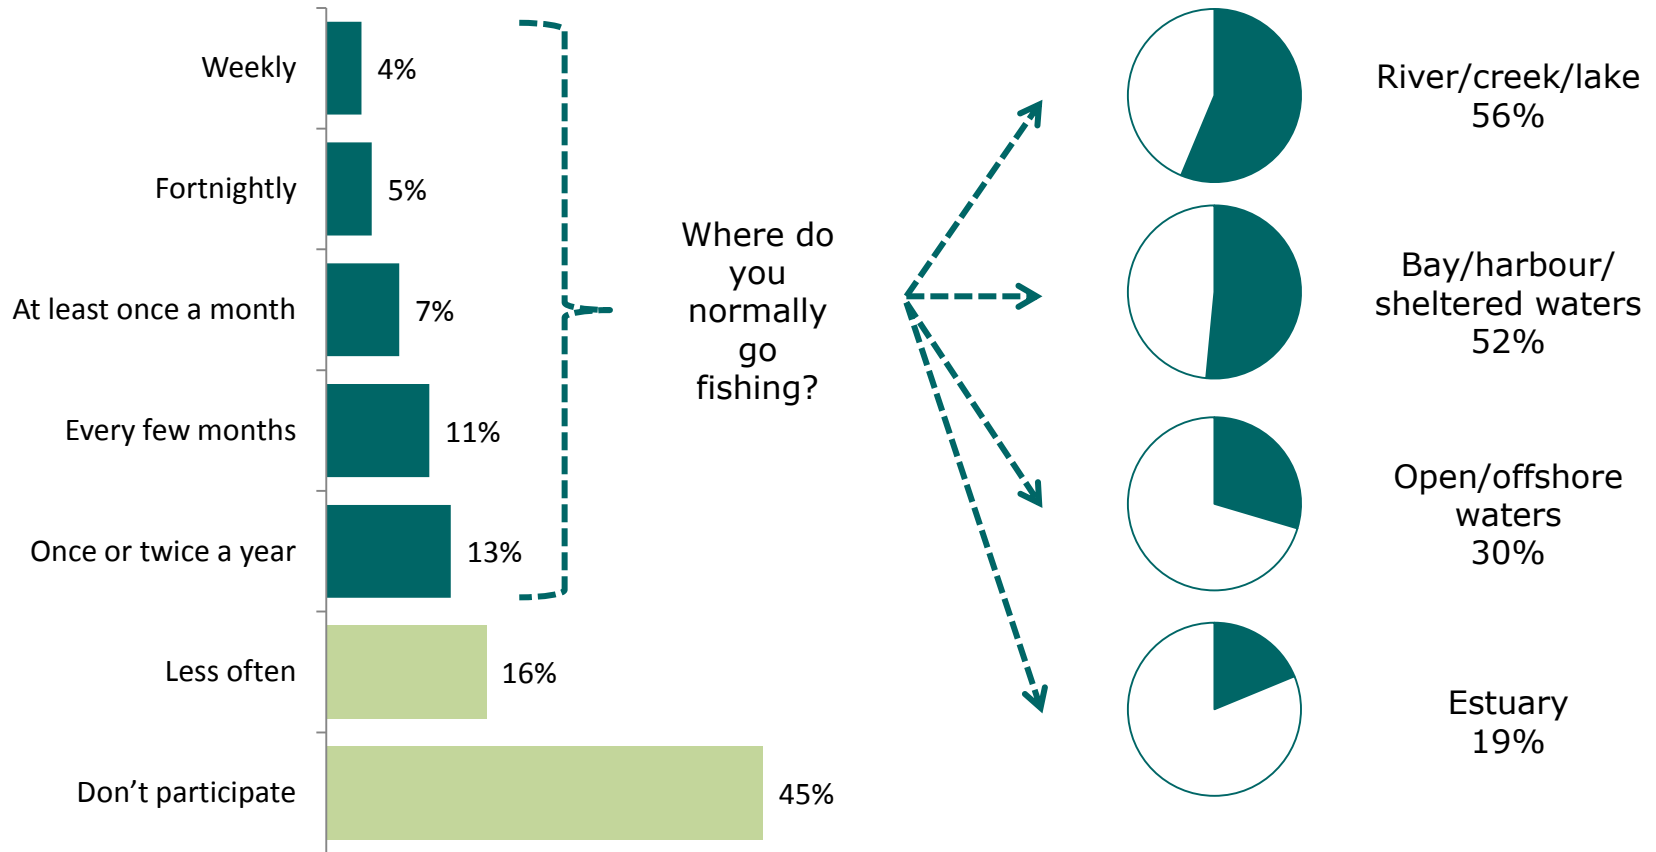 Weekly
4%
Fortnightly
5%
At least once a month
7%
Every few months
11%
Once or twice a year
13%
Less often
16%
Don’t participate
45%
Where do
you
normally
go
fishing?
River/creek/lake
56%
Bay/harbour/
sheltered waters
52%
Open/offshore
waters
30%
Estuary
19%